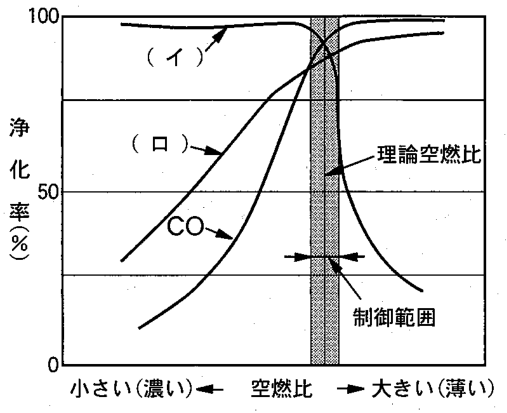 100
(イ)
(ロ)
浄化率(%)
理論空燃比
50
CO
制御範囲
0
小さい(濃い)← 空燃比 → 大きい(薄い)